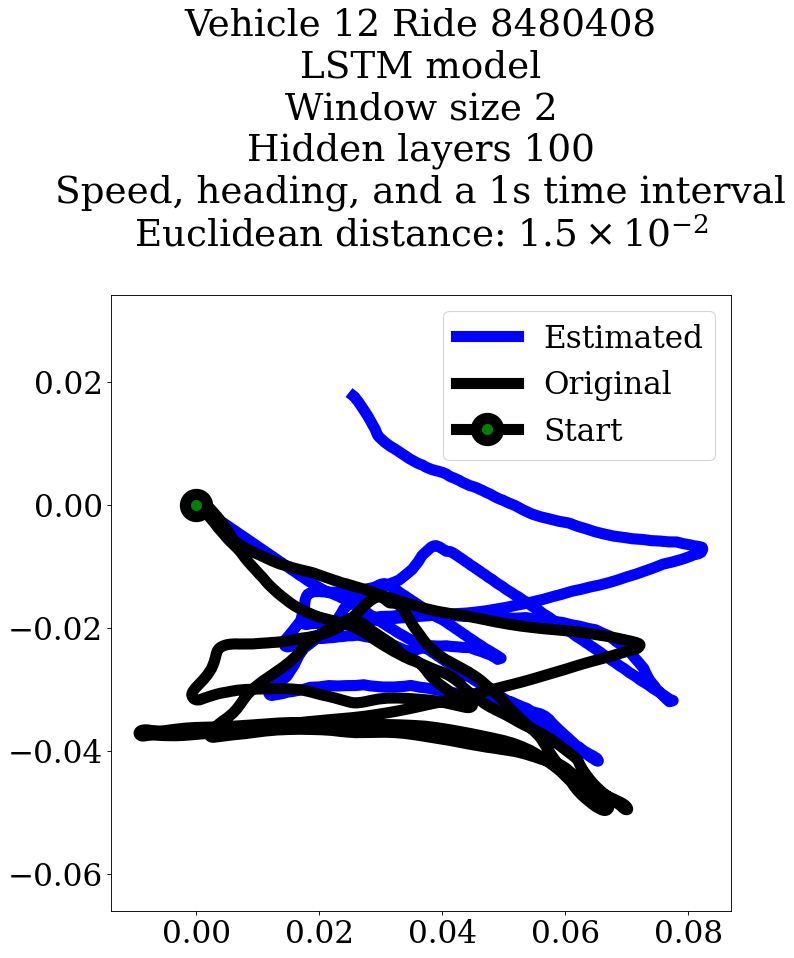 Vehicle 12 Ride 8480408
LSTM model
Window size 2
Hidden layers 100
Speed, heading, and a 1s time interval
Euclidean distance: 1.5 × 10⁻²
Estimated
Original
Start
0.02
0.00
−0.02
−0.04
−0.06
0.00 0.02 0.04 0.06 0.08